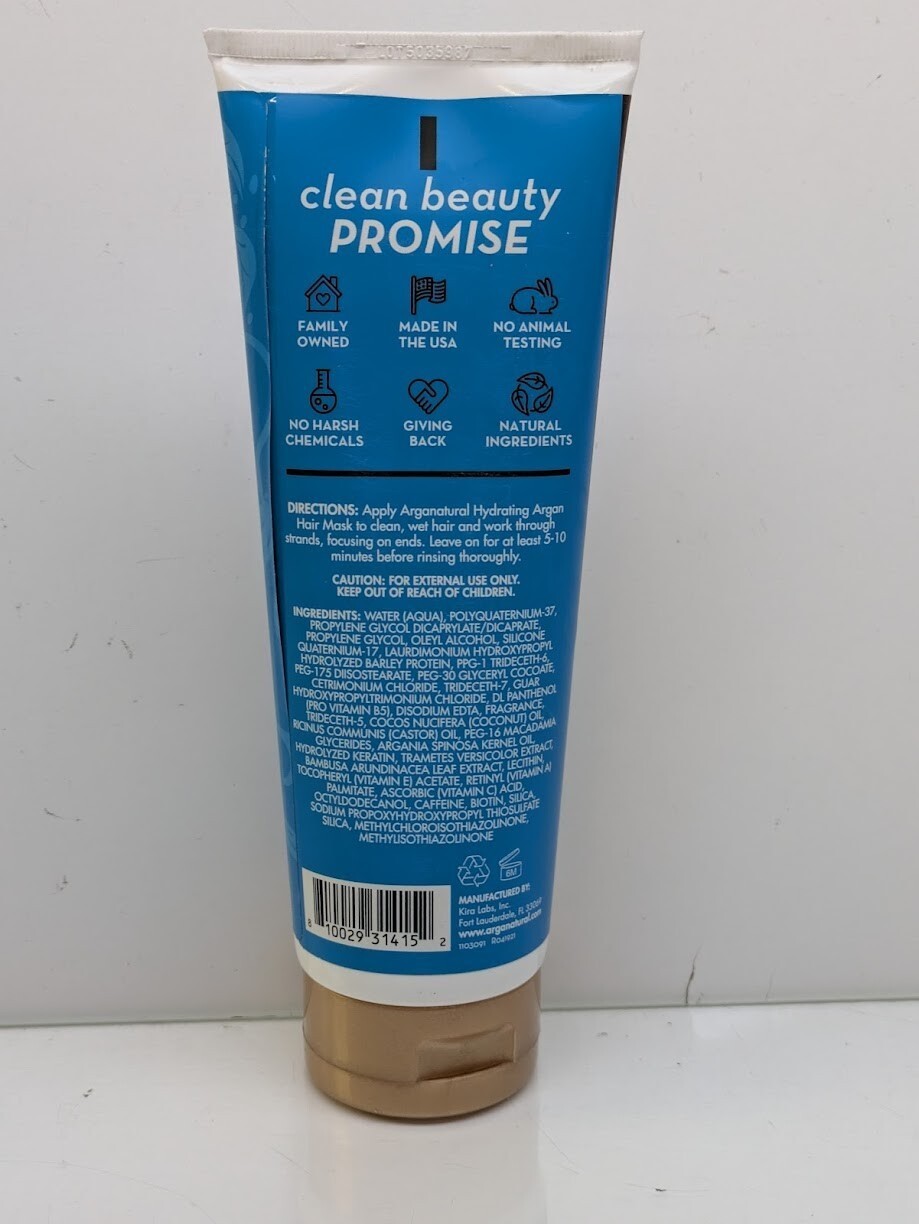 clean beauty
PROMISE
FAMILY
OWNED
MADE IN
THE USA
NO ANIMAL
TESTING
NO HARSH
CHEMICALS
GIVING
BACK
NATURAL
INGREDIENTS
DIRECTIONS: Apply Arganatural Hydrating Argan
Hair Mask to clean, wet hair and work through
strands, focusing on ends. Leave on for at least 5-10
minutes before rinsing thoroughly.
CAUTION: FOR EXTERNAL USE ONLY.
KEEP OUT OF REACH OF CHILDREN.
INGREDIENTS: WATER (AQUA), POLYQUATERNIUM-37,
PROPYLENE GLYCOL DICAPRYLATE/DICAPRATE,
PROPYLENE GLYCOL, OLEYL ALCOHOL, SILICONE
QUATERNIUM-17, LAURDIMONIUM HYDROXYPROPYL
HYDROLYZED BARLEY PROTEIN, PPG-1 TRIDECETH-6,
PEG-175 DIISOSTEARATE, PEG-30 GLYCERYL COCOATE,
CETRIMONIUM CHLORIDE, TRIDECETH-7, GUAR
HYDROXYPROPYLTRIMONIUM CHLORIDE, DL PANTHENOL
(PRO VITAMIN B5), DISODIUM EDTA, FRAGRANCE,
TRIDECETH-5, COCOS NUCIFERA (COCONUT) OIL,
RICINUS COMMUNIS (CASTOR) OIL, PEG-16 MACADAMIA
GLYCERIDES, ARGANIA SPINOSA KERNEL OIL,
HYDROLYZED KERATIN, TRAMETES VERSICOLOR EXTRACT,
BAMBUSA ARUNDINACEA LEAF EXTRACT, LECITHIN,
TOCOPHERYL (VITAMIN E) ACETATE, RETINYL (VITAMIN A)
PALMITATE, ASCORBIC (VITAMIN C) ACID,
OCTYLDODECANOL, CAFFEINE, BIOTIN, SILICA,
SODIUM PROPOXYHYDROXYPROPYL THIOSULFATE
SILICA, METHYLCHLOROISOTHIAZOLINONE,
METHYLISOTHIAZOLINONE
6M
MANUFACTURED BY:
Kira Labs, Inc.
Fort Lauderdale, FL 33069
www.arganatural.com
1103091 R041921
8 10029 31415 2